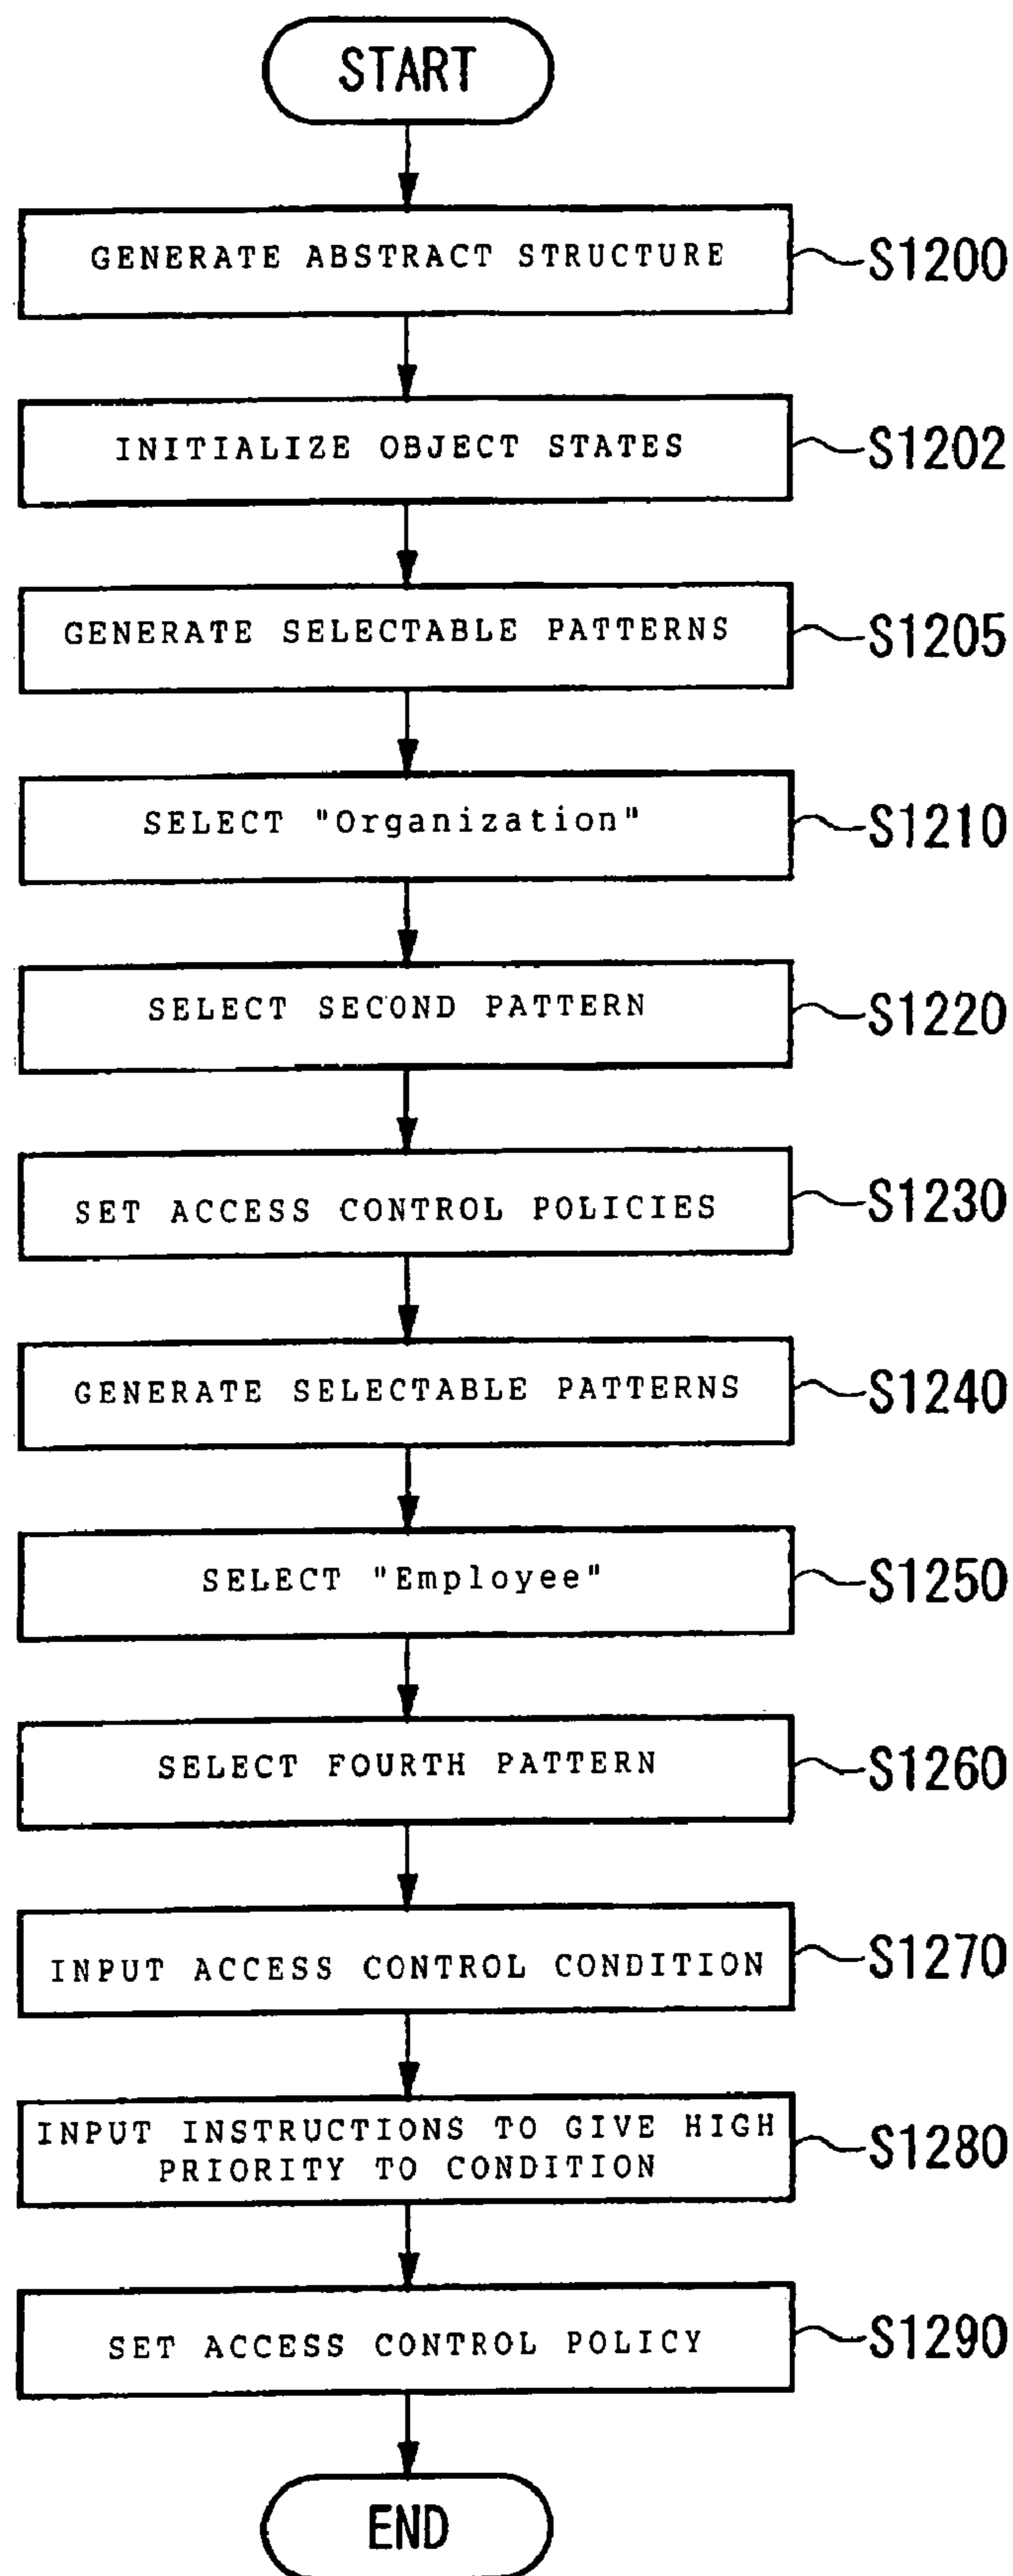 START
GENERATE ABSTRACT STRUCTURE
S1200
INITIALIZE OBJECT STATES
S1202
GENERATE SELECTABLE PATTERNS
S1205
SELECT "Organization"
S1210
SELECT SECOND PATTERN
S1220
SET ACCESS CONTROL POLICIES
S1230
GENERATE SELECTABLE PATTERNS
S1240
SELECT "Employee"
S1250
SELECT FOURTH PATTERN
S1260
INPUT ACCESS CONTROL CONDITION
S1270
INPUT INSTRUCTIONS TO GIVE HIGH
PRIORITY TO CONDITION
S1280
SET ACCESS CONTROL POLICY
S1290
END